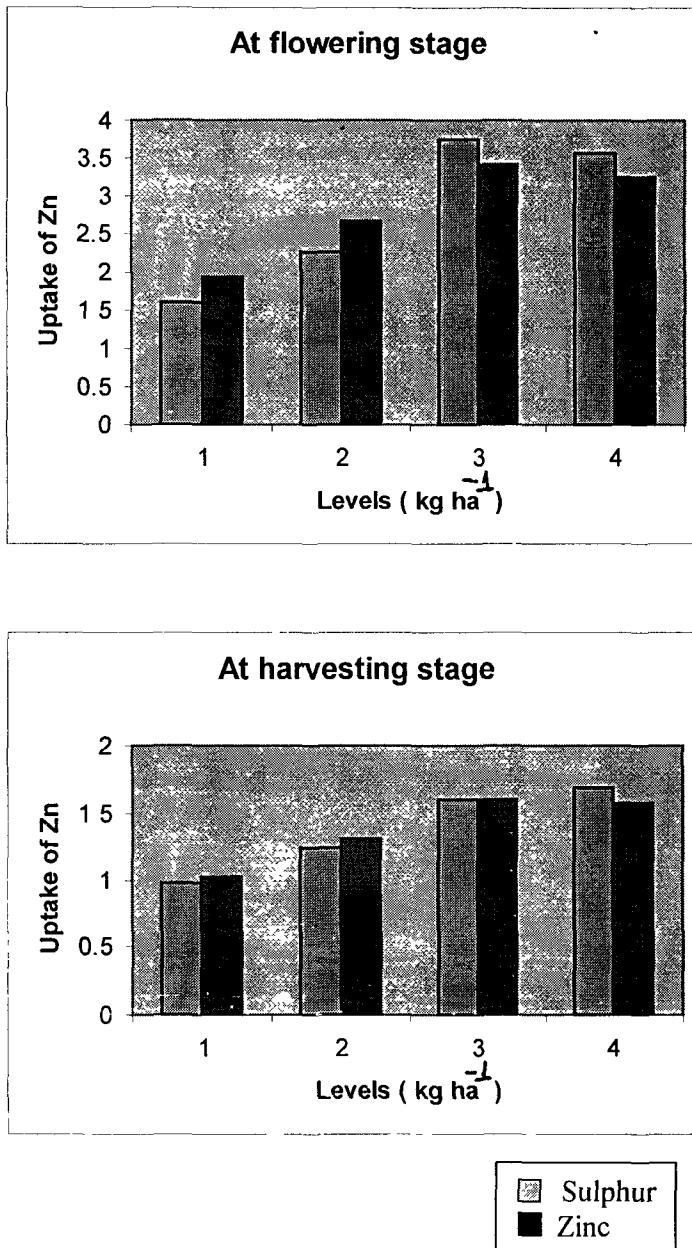 At flowering stage
Uptake of Zn
4
3.5
3
2.5
2
1 5
1
0.5
0
1 2 3 4
Levels ( kg ha-1)
At harvesting stage
Uptake of Zn
2
1.5
1
0.5
0
1 2 3 4
Levels ( kg ha-1)
Sulphur
Zinc